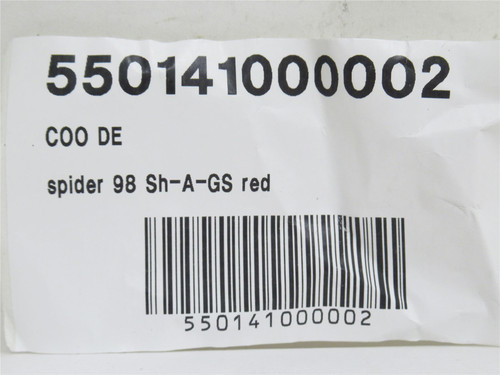 550141000002
COO DE
spider 98 Sh-A-GS red
550141000002